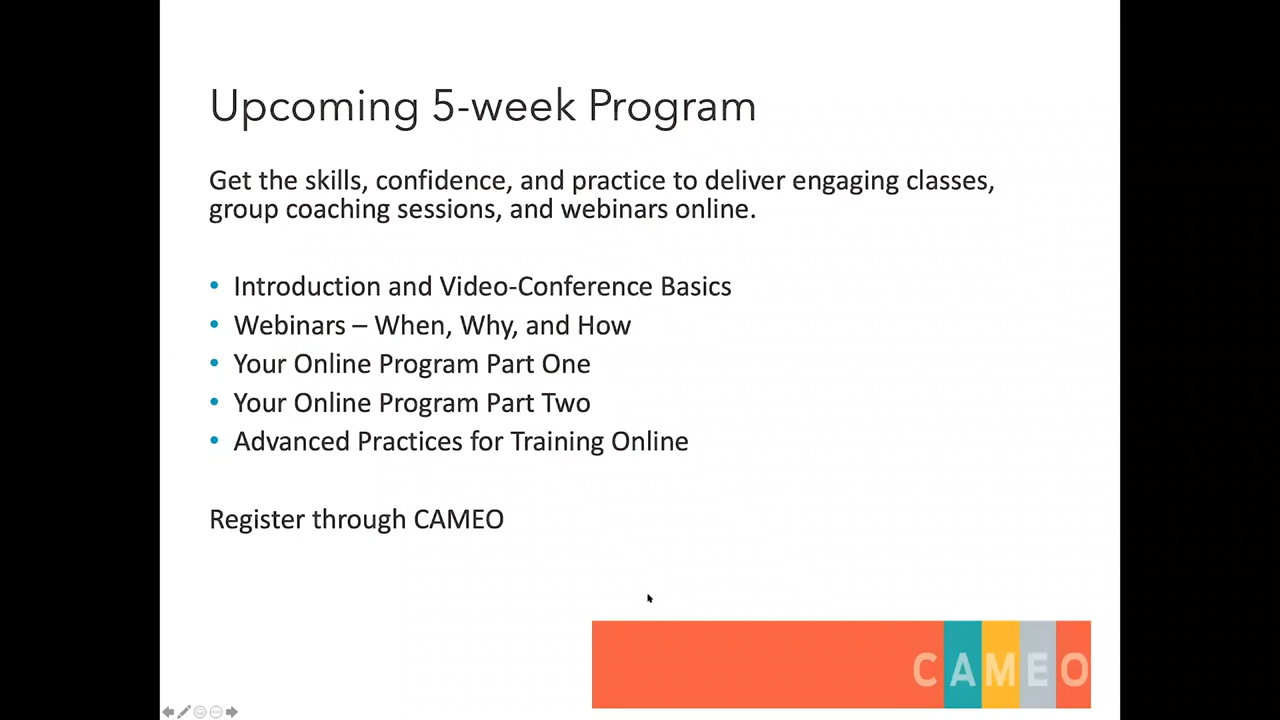 Upcoming 5-week Program
Get the skills, confidence, and practice to deliver engaging classes,
group coaching sessions, and webinars online.
• Introduction and Video-Conference Basics
• Webinars – When, Why, and How
• Your Online Program Part One
• Your Online Program Part Two
• Advanced Practices for Training Online
Register through CAMEO
CAMEO